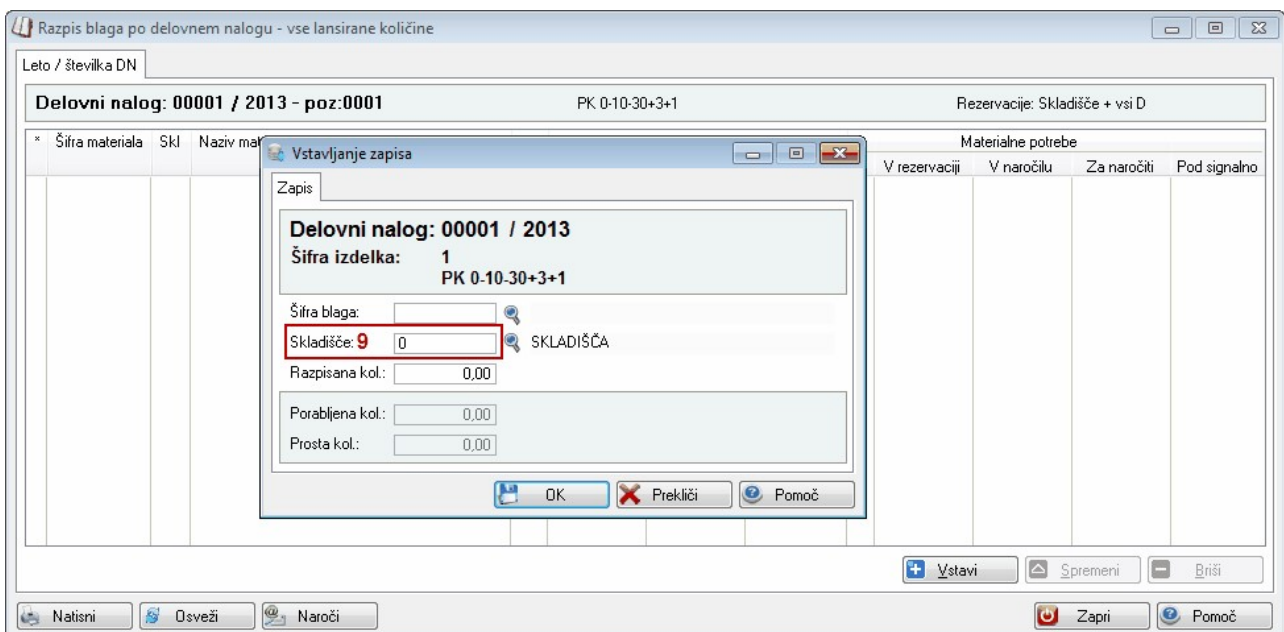 Razpis blaga po delovnem nalogu - vse lansirane količine
Leto / številka DN
Delovni nalog: 00001 / 2013 - poz:0001 PK 0-10-30+3+1 Rezervacije: Skladišče + vsi D
* Šifra materiala Skl Naziv mat Materialne potrebe
V rezervaciji V naročilu Za naročiti Pod signalno
Vstavljanje zapisa
Zapis
Delovni nalog: 00001 / 2013
Šifra izdelka: 1
PK 0-10-30+3+1
Šifra blaga:
Skladišče: 9 0 SKLADIŠČA
Razpisana kol.: 0,00
Porabljena kol.: 0,00
Prosta kol.: 0,00
OK Prekliči Pomoč
Vstavi Spremeni Briši
Natisni Osveži Naroči Zapri Pomoč